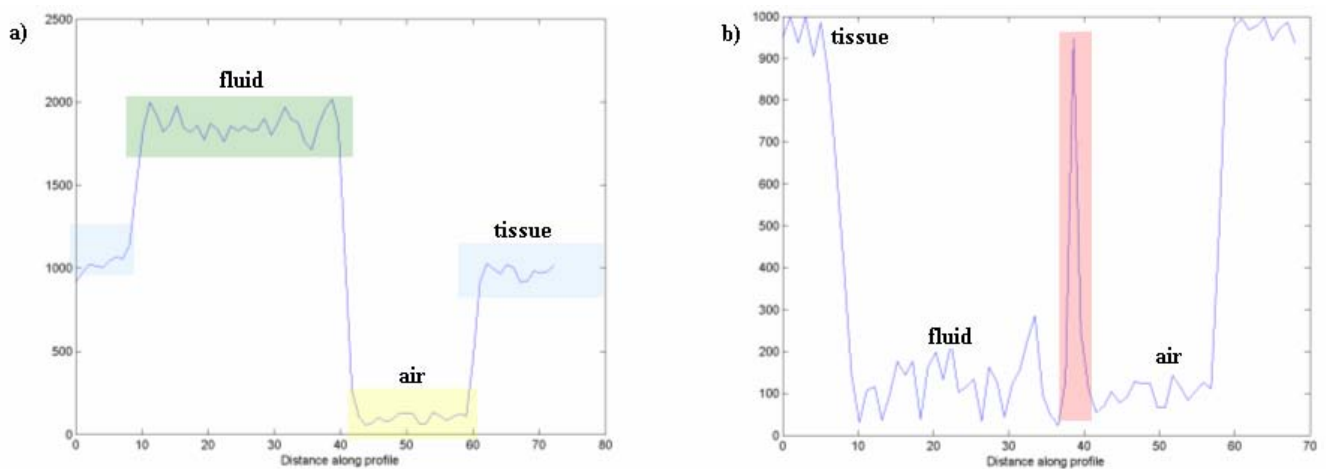 a)
2500
2000
1500
1000
500
0
fluid
air
tissue
0 10 20 30 40 50 60 70 80
Distance along profile
b)
1000
900
800
700
600
500
400
300
200
100
0
tissue
fluid
air
0 10 20 30 40 50 60 70
Distance along profile